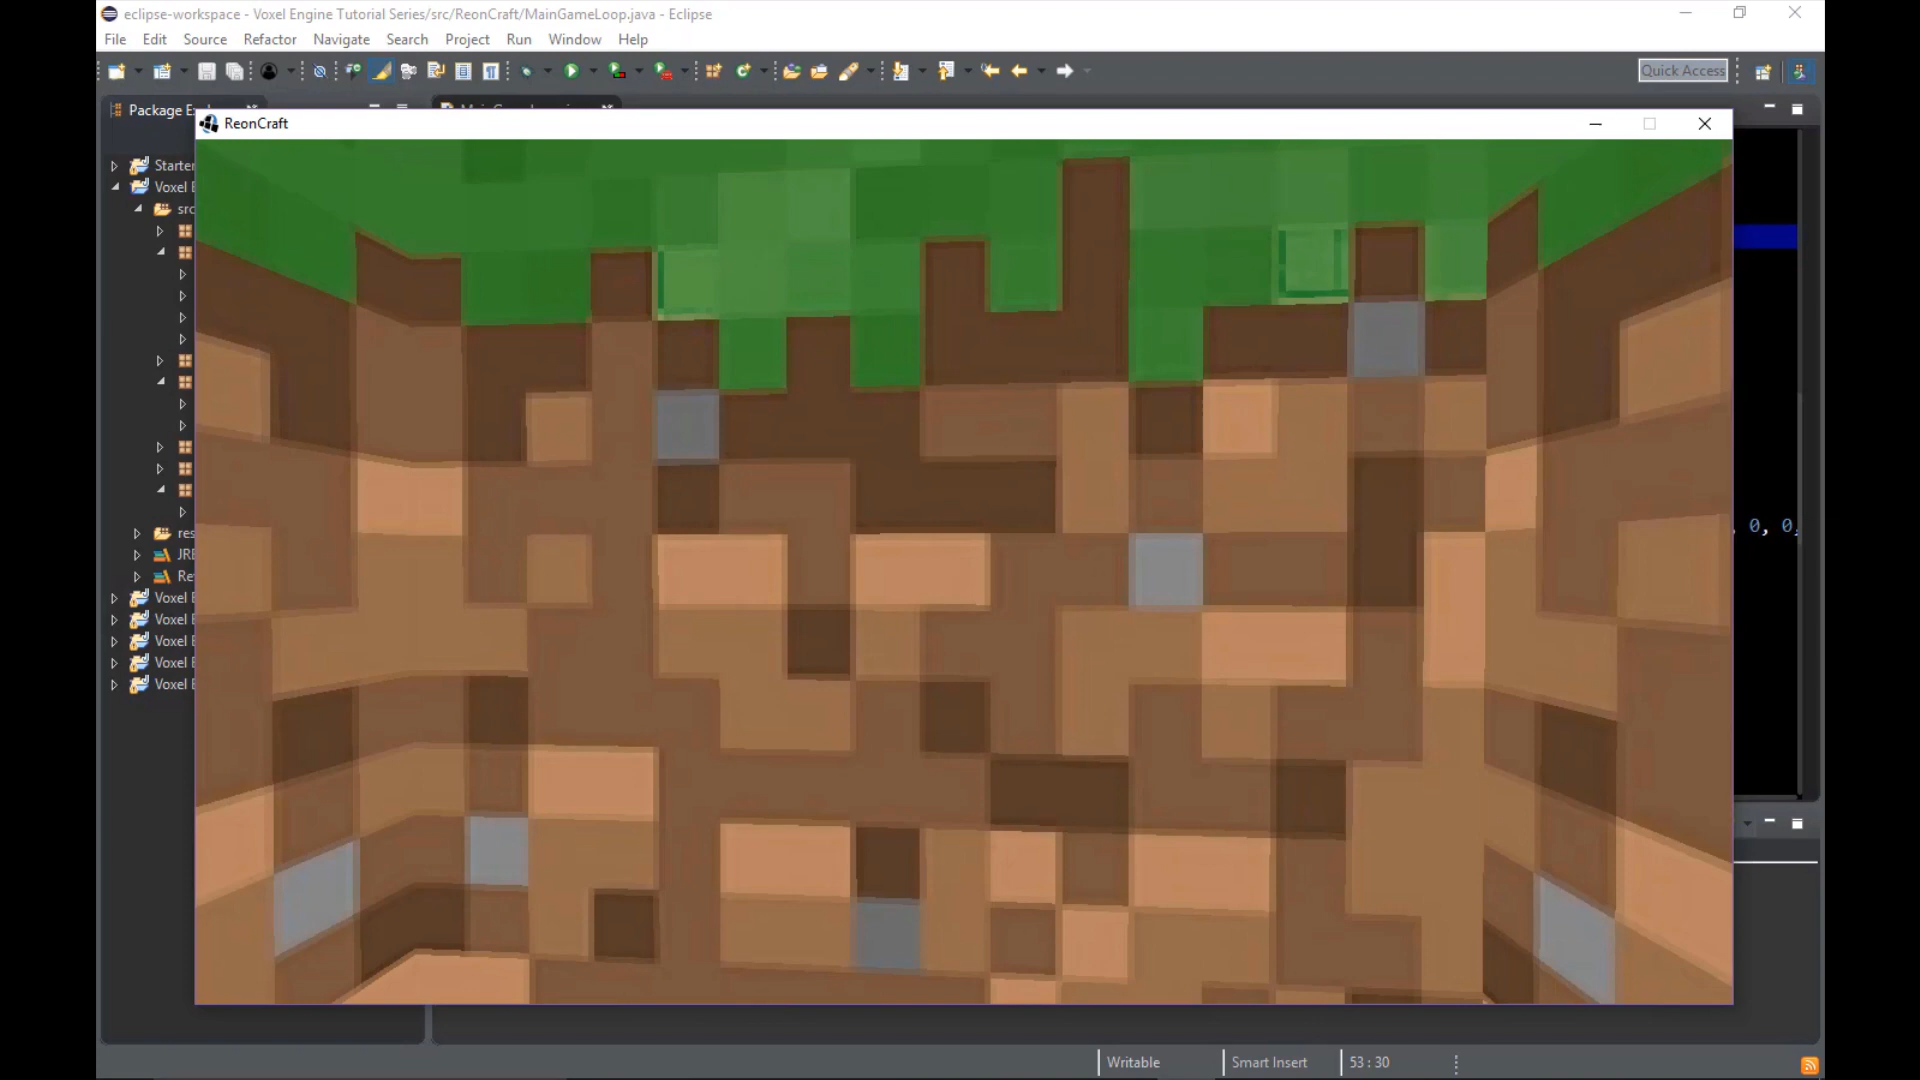 eclipse-workspace - Voxel Engine Tutorial Series/src/ReonCraft/MainGameLoop.java - Eclipse
File Edit Source Refactor Navigate Search Project Run Window Help
Quick Access
Package Ex
ReonCraft
Starter
Voxel E
src
, 0, 0,
res
JRE
Re
Voxel E
Voxel E
Voxel E
Voxel E
Voxel E
Writable Smart Insert 53 : 30